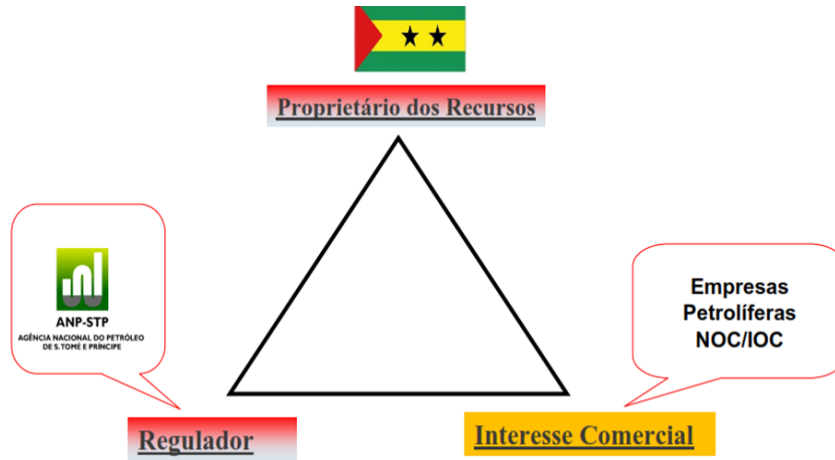 Proprietário dos Recursos
ANP-STP
AGÊNCIA NACIONAL DO PETRÓLEO
DE S. TOMÉ E PRÍNCIPE
Empresas
Petrolíferas
NOC/IOC
Regulador
Interesse Comercial